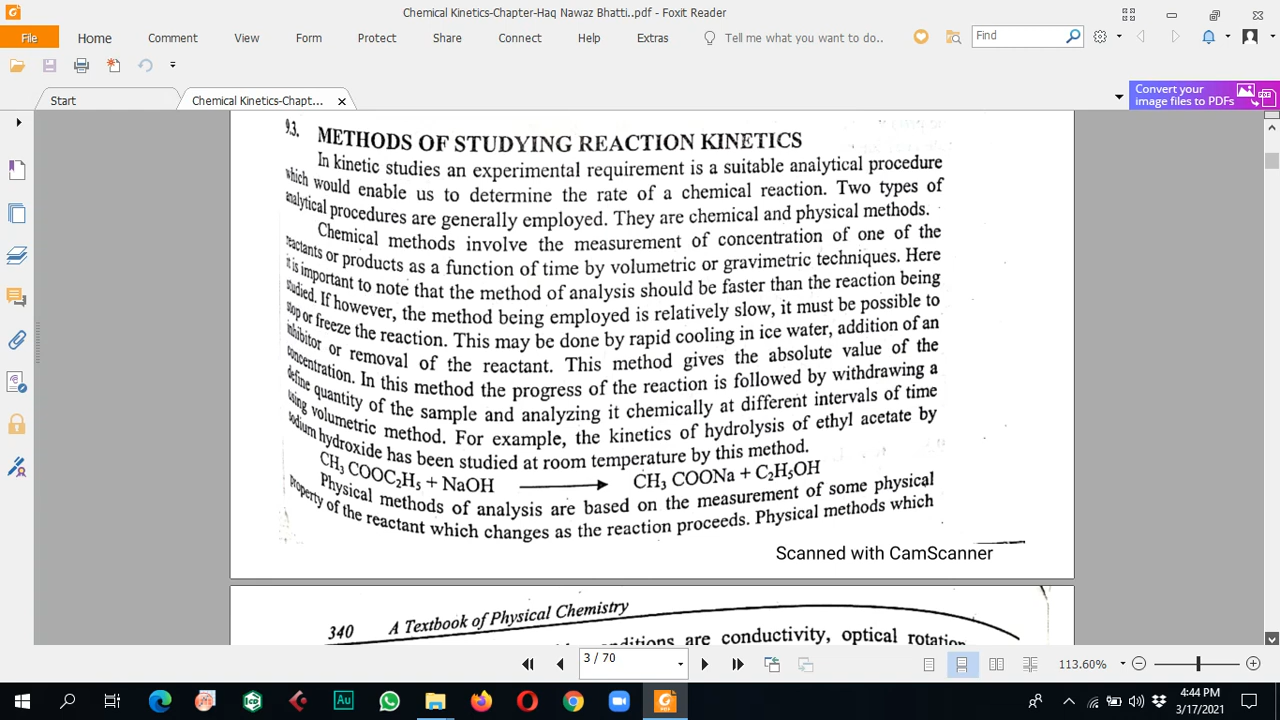 Chemical Kinetics-Chapter-Haq Nawaz Bhatti..pdf - Foxit Reader
File Home Comment View Form Protect Share Connect Help Extras Tell me what you want to do.. Find
Start Chemical Kinetics-Chapt...
Convert your
image files to PDFs
9.3. METHODS OF STUDYING REACTION KINETICS
In kinetic studies an experimental requirement is a suitable analytical procedure
which would enable us to determine the rate of a chemical reaction. Two types of
analytical procedures are generally employed. They are chemical and physical methods.
Chemical methods involve the measurement of concentration of one of the
reactants or products as a function of time by volumetric or gravimetric techniques. Here
it is important to note that the method of analysis should be faster than the reaction being
studied. If however, the method being employed is relatively slow, it must be possible to
stop or freeze the reaction. This may be done by rapid cooling in ice water, addition of an
inhibitor or removal of the reactant. This method gives the absolute value of the
concentration. In this method the progress of the reaction is followed by withdrawing a
define quantity of the sample and analyzing it chemically at different intervals of time
using volumetric method. For example, the kinetics of hydrolysis of ethyl acetate by
sodium hydroxide has been studied at room temperature by this method.
CH₃ COOC₂H₅ + NaOH ⟶ CH₃ COONa + C₂H₅OH
Physical methods of analysis are based on the measurement of some physical
property of the reactant which changes as the reaction proceeds. Physical methods which
Scanned with CamScanner
340 A Textbook of Physical Chemistry
are conductivity, optical rotation
3 / 70
113.60%
4:44 PM
3/17/2021